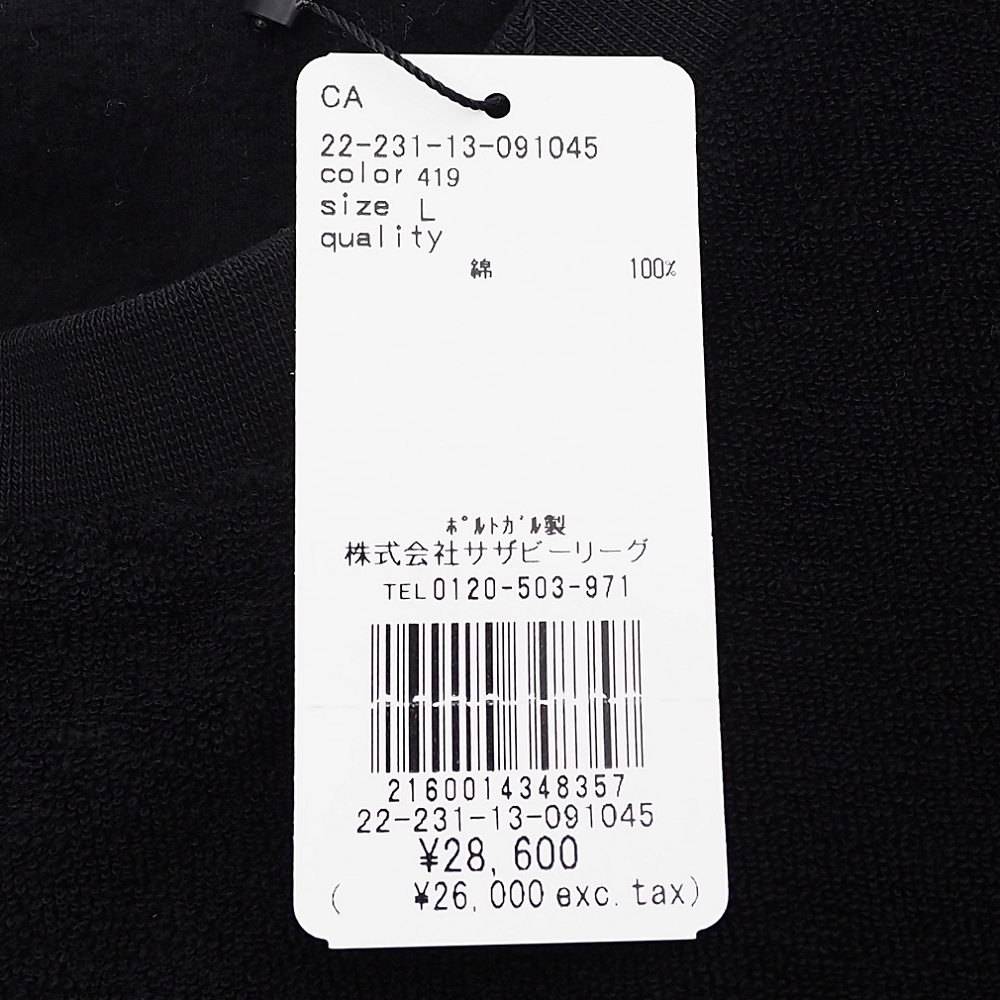 CA
22-231-13-091045
color 419
size L
quality
綿 100%
ﾎﾟﾙﾄｶﾞﾙ製
株式会社サザビーリーグ
TEL0120-503-971
2160014348357
22-231-13-091045
¥28,600
( ¥26,000 exc. tax)